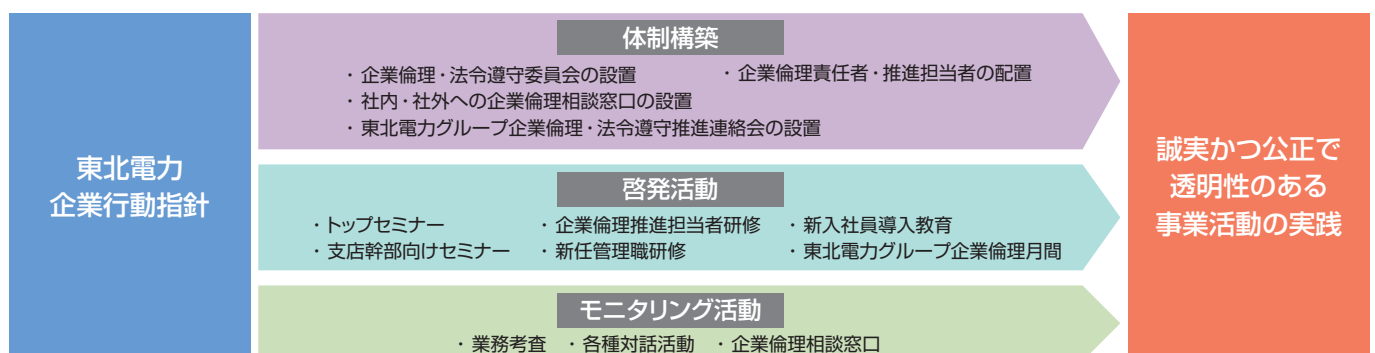 東北電力
企業行動指針
体制構築
・企業倫理・法令遵守委員会の設置 ・企業倫理責任者・推進担当者の配置
・社内・社外への企業倫理相談窓口の設置
・東北電力グループ企業倫理・法令遵守推進連絡会の設置
啓発活動
・トップセミナー ・企業倫理推進担当者研修 ・新入社員導入教育
・支店幹部向けセミナー ・新任管理職研修 ・東北電力グループ企業倫理月間
モニタリング活動
・業務考査 ・各種対話活動 ・企業倫理相談窓口
誠実かつ公正で
透明性のある
事業活動の実践